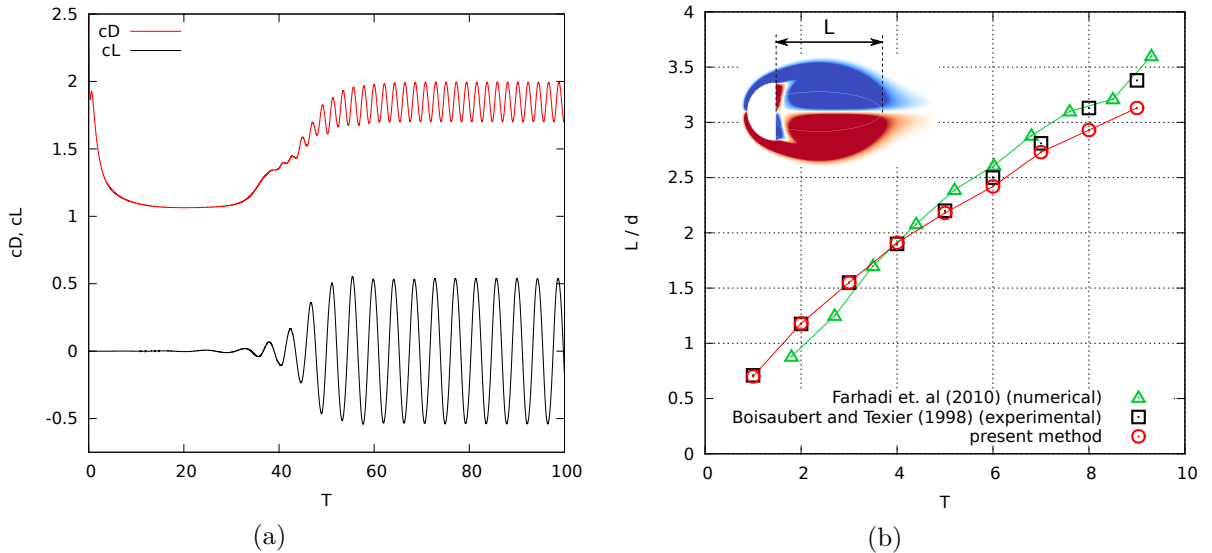 2.5
2
1.5
1
0.5
0
-0.5
cD, cL
cD
cL
0
20
40
60
80
100
T
(a)
4
3.5
3
2.5
2
1.5
1
0.5
0
L / d
L
Farhadi et. al (2010) (numerical)
Boisaubert and Texier (1998) (experimental)
present method
0
2
4
6
8
10
T
(b)